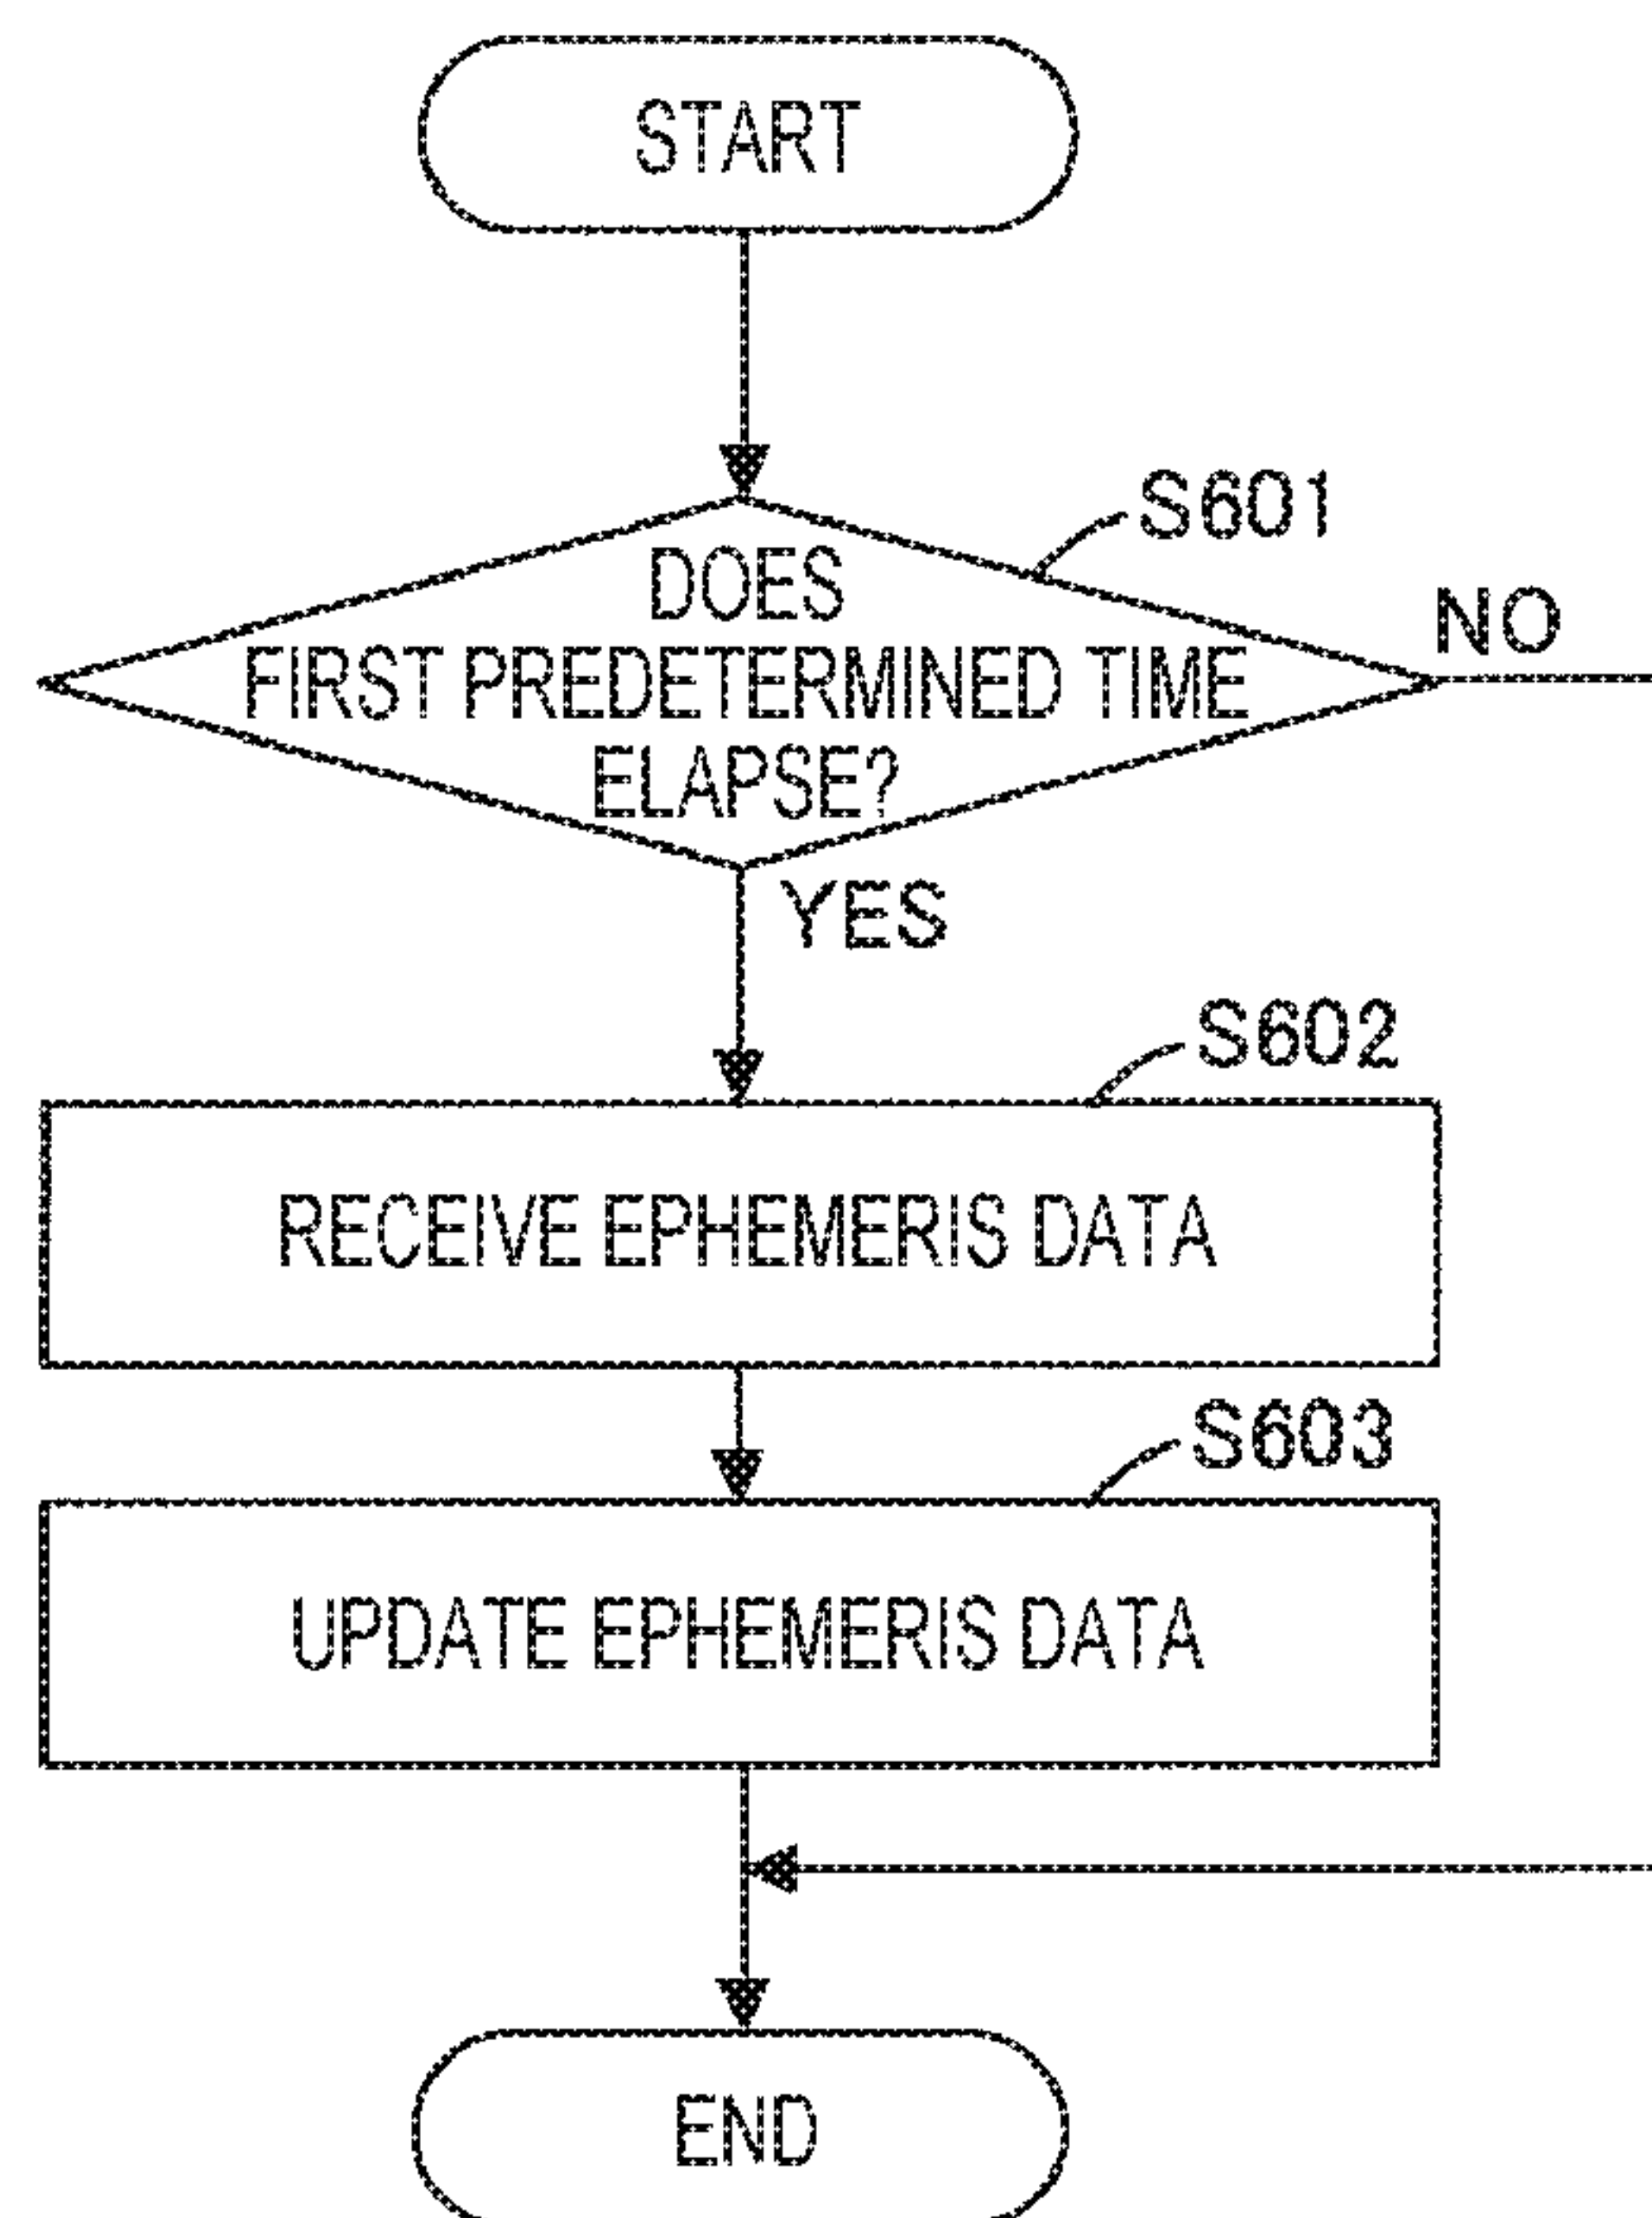 START
S601
DOES
FIRST PREDETERMINED TIME
ELAPSE?
NO
YES
S602
RECEIVE EPHEMERIS DATA
S603
UPDATE EPHEMERIS DATA
END